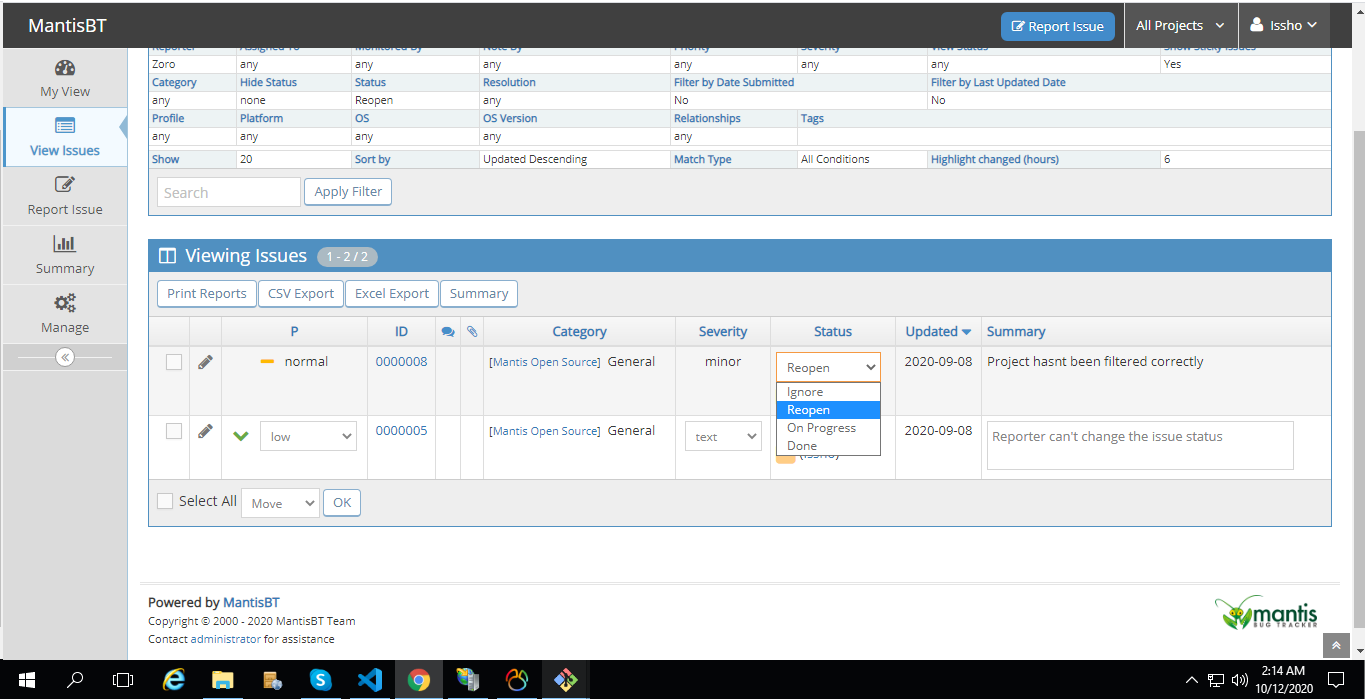 MantisBT
Report Issue
All Projects
Issho
My View
View Issues
Report Issue
Summary
Manage
Reporter Assigned To Monitored By Note By Priority Severity View Status Show Sticky Issues
Zoro any any any any any any Yes
Category Hide Status Status Resolution Filter by Date Submitted Filter by Last Updated Date
any none Reopen any No No
Profile Platform OS OS Version Relationships Tags
any any any any any
Show 20 Sort by Updated Descending Match Type All Conditions Highlight changed (hours) 6
Search Apply Filter
Viewing Issues 1 - 2 / 2
Print Reports CSV Export Excel Export Summary
P ID Category Severity Status Updated Summary
normal 0000008 [Mantis Open Source] General minor Reopen 2020-09-08 Project hasnt been filtered correctly
Ignore
Reopen
On Progress
Done
low 0000005 [Mantis Open Source] General text 2020-09-08 Reporter can't change the issue status
(Issho)
Select All Move OK
Powered by MantisBT
Copyright © 2000 - 2020 MantisBT Team
Contact administrator for assistance
mantis
BUG TRACKER
2:14 AM
10/12/2020